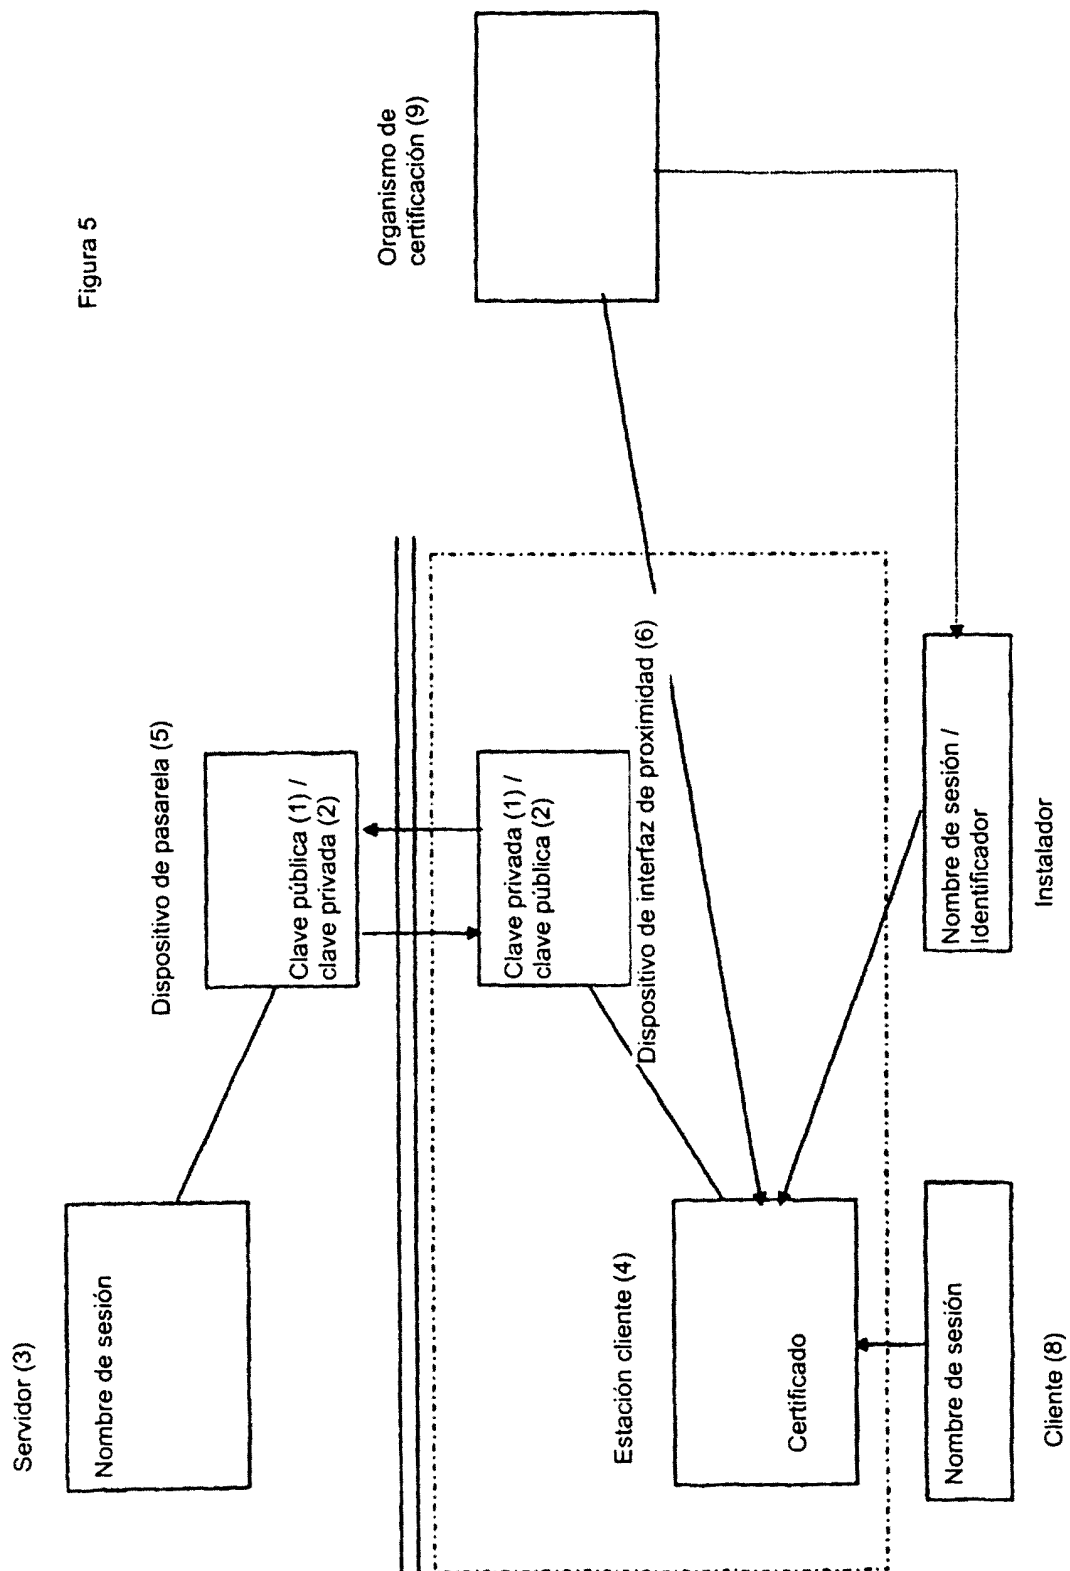 Figura 5
Servidor (3)
Nombre de sesión
Dispositivo de pasarela (5)
Clave pública (1) /
clave privada (2)
Organismo de
certificación (9)
Clave privada (1) /
clave pública (2)
Dispositivo de interfaz de proximidad (6)
Estación cliente (4)
Certificado
Nombre de sesión
Cliente (8)
Nombre de sesión /
Identificador
Instalador